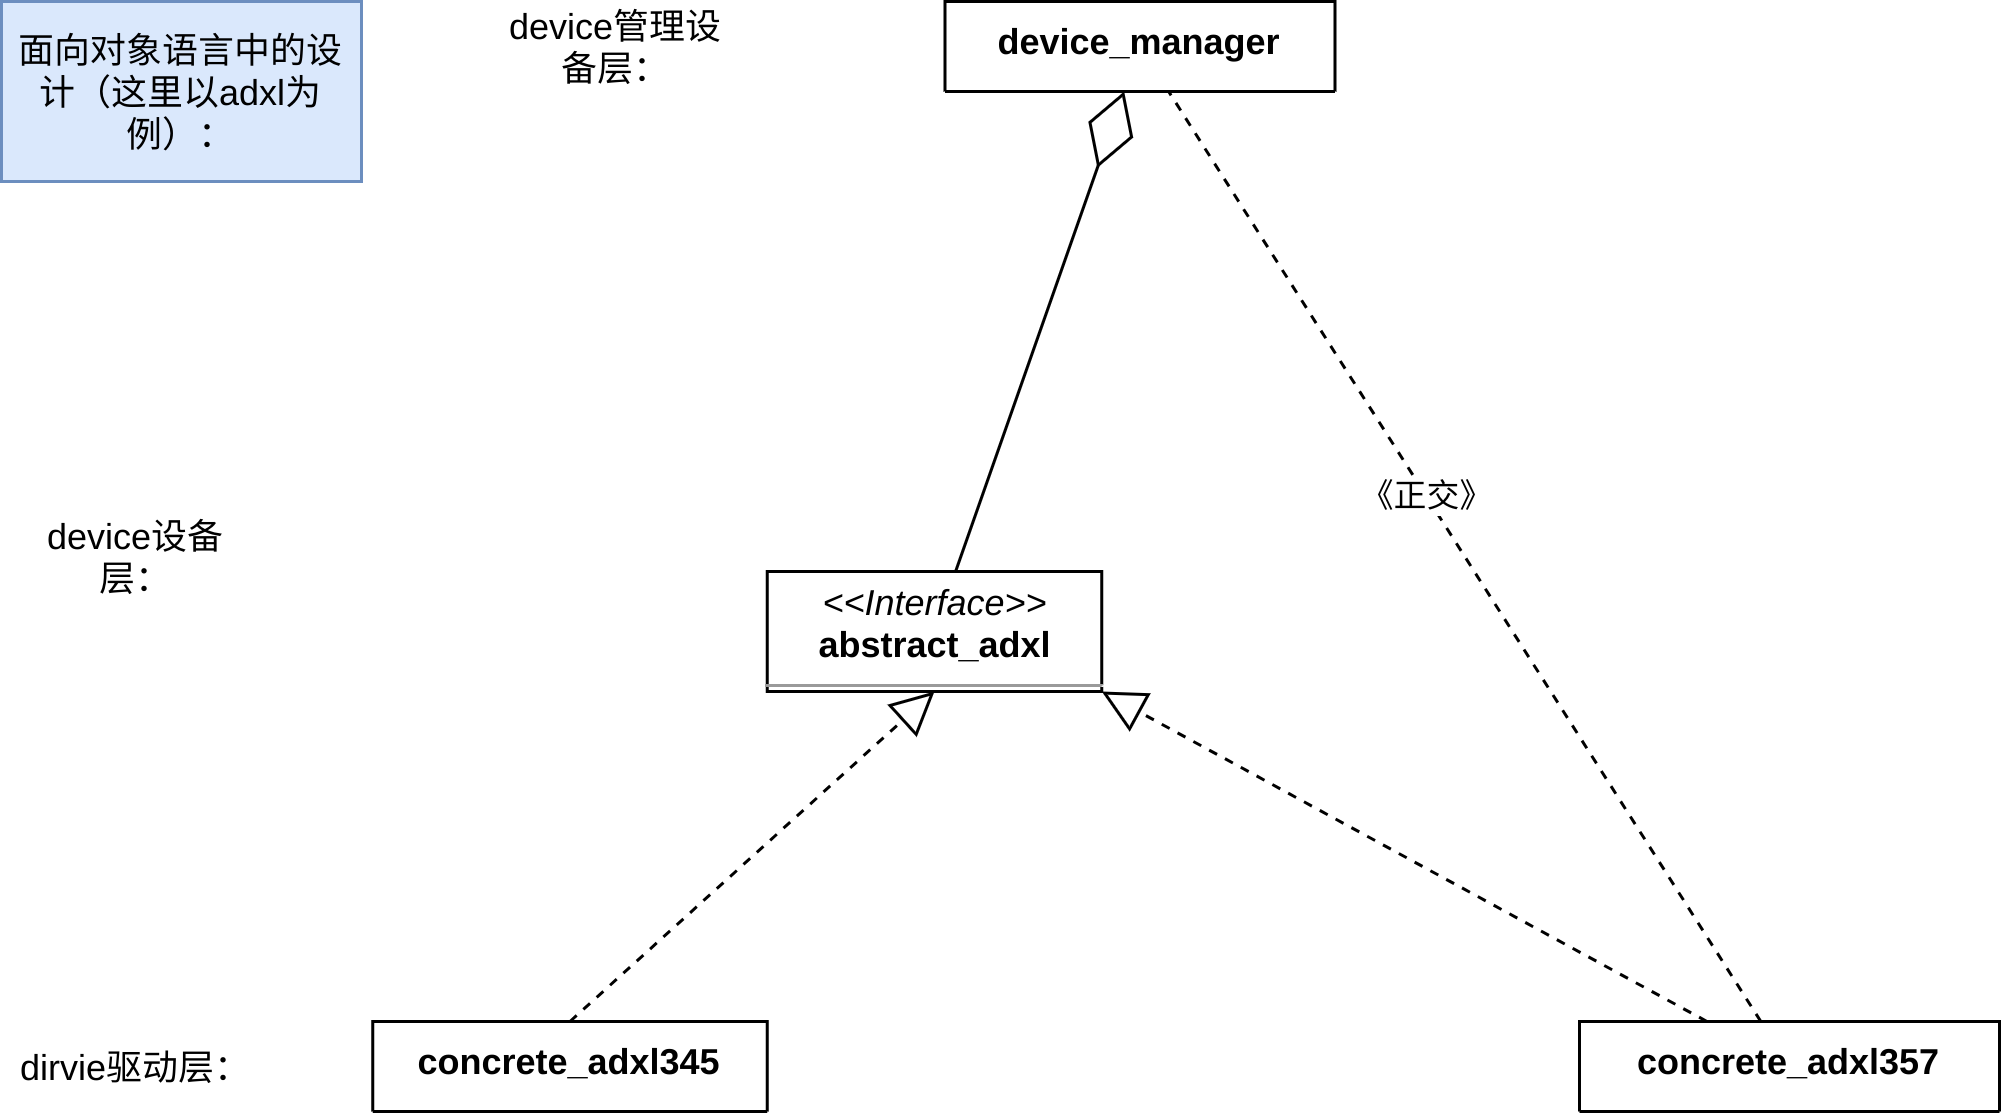 面向对象语言中的设
计（这里以adxl为
例）：
device管理设
备层：
device_manager
《正交》
device设备
层：
<<Interface>>
abstract_adxl
dirvie驱动层：
concrete_adxl345
concrete_adxl357